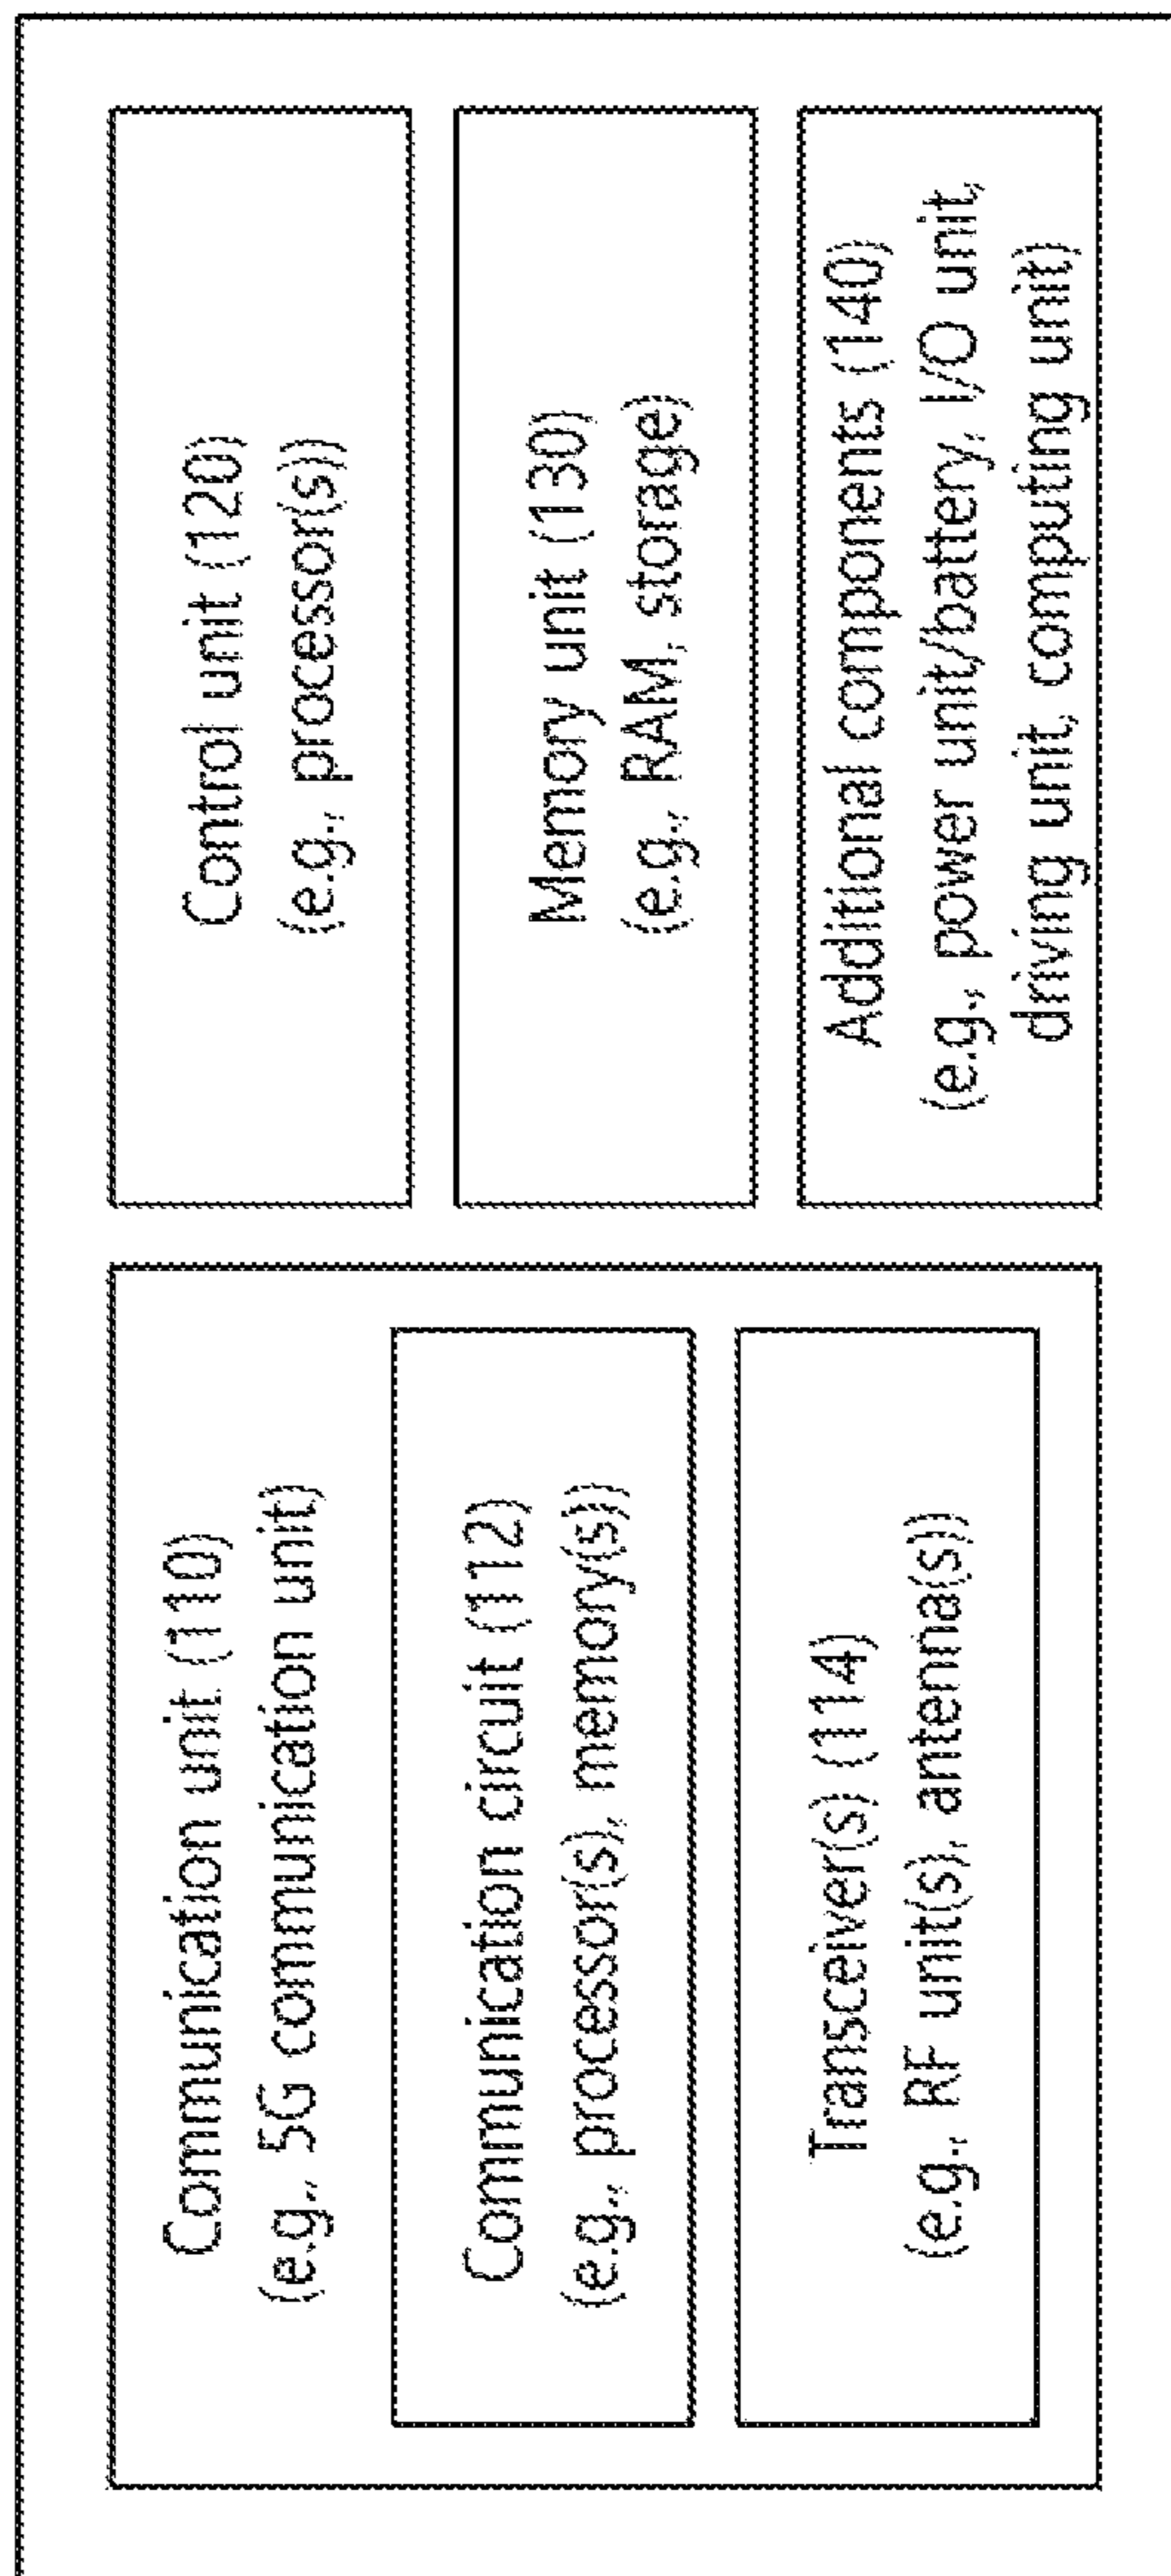 Communication unit (110)
(e.g., 5G communication unit)
Communication circuit (112)
(e.g., processor(s), memory(s))
Transceiver(s) (114)
(e.g., RF unit(s), antenna(s))
Control unit (120)
(e.g., processor(s))
Memory unit (130)
(e.g., RAM, storage)
Additional components (140)
(e.g., power unit/battery, I/O unit,
driving unit, computing unit)